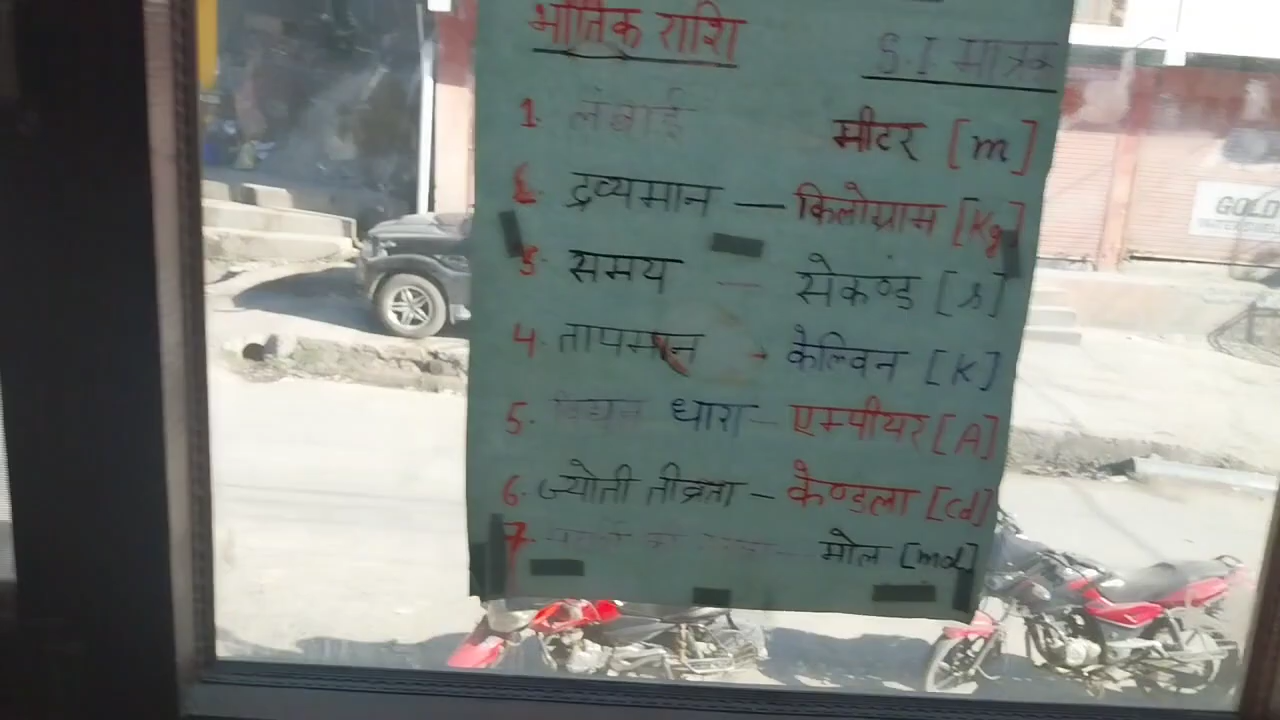 भौतिक राशि S.I मात्रक
1. लंबाई मीटर [m]
2. द्रव्यमान — किलोग्राम [Kg]
3. समय — सेकण्ड [s]
4. तापमान - केल्विन [K]
5. विद्युत धारा - एम्पीयर [A]
6. ज्योती तीव्रता - केण्डला [cd]
7. मोल [mol]
GOLD